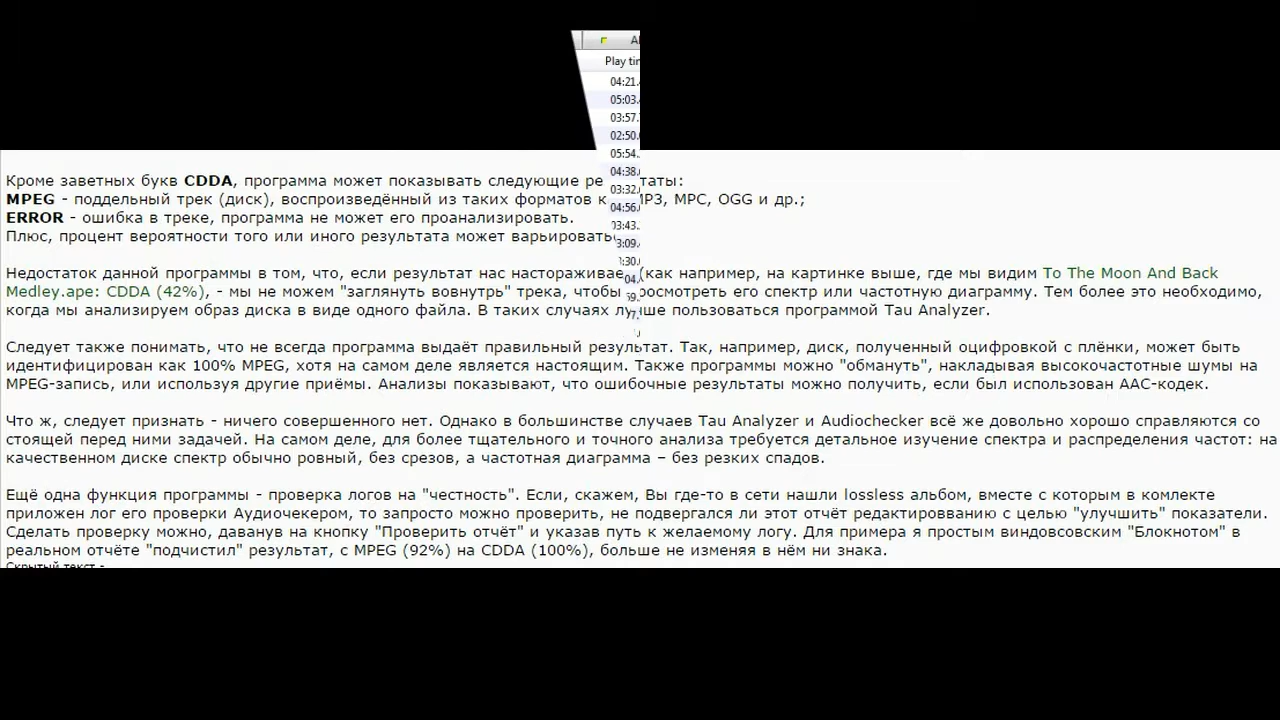 Al
Play tin
04:21.
05:03.
03:57.
02:50.
05:54.
04:38.
03:32.
04:56.
03:43.
3:09.
:30.
04.
Кроме заветных букв CDDA, программа может показывать следующие ре таты:
MPEG - поддельный трек (диск), воспроизведённый из таких форматов к МР3, MPC, OGG и др.;
ERROR - ошибка в треке, программа не может его проанализировать.
Плюс, процент вероятности того или иного результата может варьировать
Недостаток данной программы в том, что, если результат нас настораживае (как например, на картинке выше, где мы видим To The Moon And Back
Medley.ape: CDDA (42%), - мы не можем "заглянуть вовнутрь" трека, чтобы росмотреть его спектр или частотную диаграмму. Тем более это необходимо,
когда мы анализируем образ диска в виде одного файла. В таких случаях лучше пользоваться программой Tau Analyzer.
Следует также понимать, что не всегда программа выдаёт правильный результат. Так, например, диск, полученный оцифровкой с плёнки, может быть
идентифицирован как 100% MPEG, хотя на самом деле является настоящим. Также программы можно "обмануть", накладывая высокочастотные шумы на
MPEG-запись, или используя другие приёмы. Анализы показывают, что ошибочные результаты можно получить, если был использован AAC-кодек.
Что ж, следует признать - ничего совершенного нет. Однако в большинстве случаев Tau Analyzer и Audiochecker всё же довольно хорошо справляются со
стоящей перед ними задачей. На самом деле, для более тщательного и точного анализа требуется детальное изучение спектра и распределения частот: на
качественном диске спектр обычно ровный, без срезов, а частотная диаграмма – без резких спадов.
Ещё одна функция программы - проверка логов на "честность". Если, скажем, Вы где-то в сети нашли lossless альбом, вместе с которым в комлекте
приложен лог его проверки Аудиочекером, то запросто можно проверить, не подвергался ли этот отчёт редактированнию с целью "улучшить" показатели.
Сделать проверку можно, даванув на кнопку "Проверить отчёт" и указав путь к желаемому логу. Для примера я простым виндовсовским "Блокнотом" в
реальном отчёте "подчистил" результат, с MPEG (92%) на CDDA (100%), больше не изменяя в нём ни знака.
Скрытый текст -